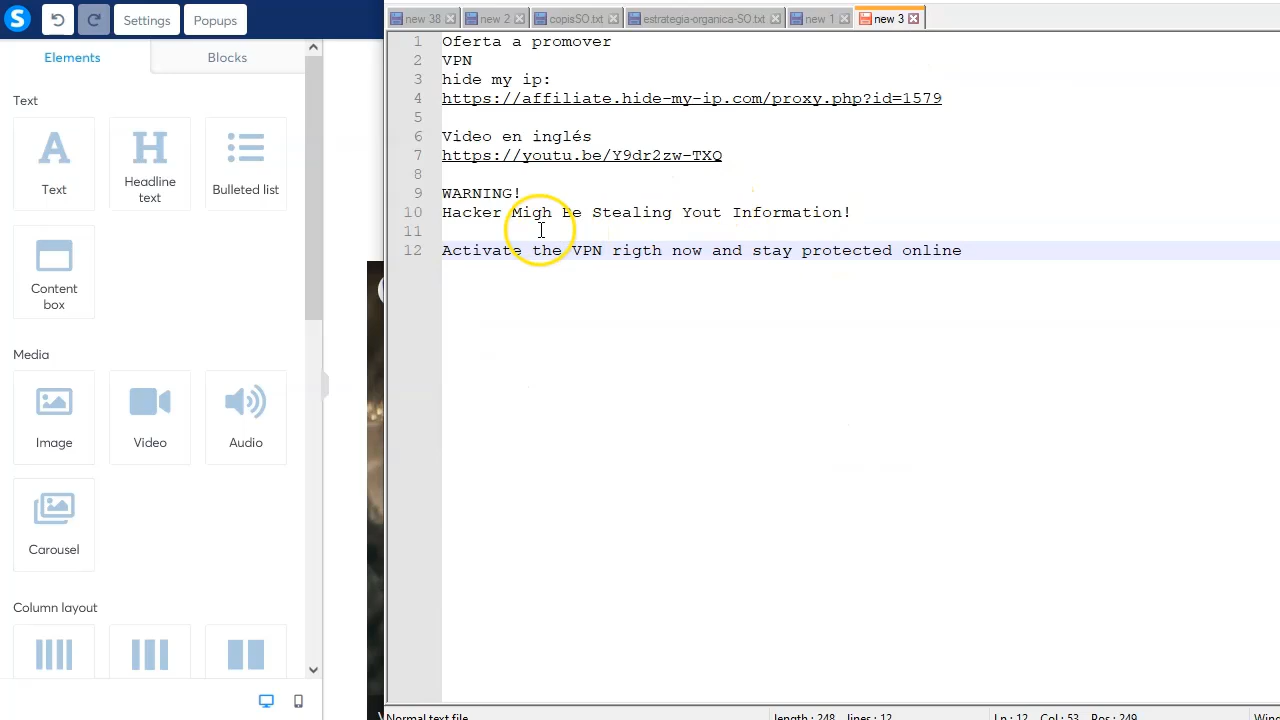 S
Settings
Popups
new 38
new 2
copisSO.txt
estrategia-organica-SO.txt
new 1
new 3
Elements
Blocks
Text
A
Text
H
Headline
text
Bulleted list
Content
box
Media
Image
Video
Audio
Carousel
Column layout
1 Oferta a promover
2 VPN
3 hide my ip:
4 https://affiliate.hide-my-ip.com/proxy.php?id=1579
5
6 Video en inglés
7 https://youtu.be/Y9dr2zw-TXQ
8
9 WARNING!
10 Hacker Migh Be Stealing Yout Information!
11
12 Activate the VPN rigth now and stay protected online
Normal text file
length : 248 lines : 12
Ln : 12 Col : 53 Pos : 249